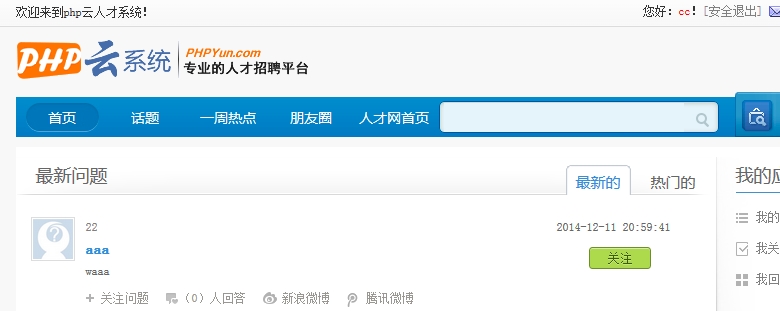 欢迎来到php云人才系统! 您好: cc! [安全退出]
PHP云系统 PHPYun.com
专业的人才招聘平台
首页 话题 一周热点 朋友圈 人才网首页
最新问题 最新的 热门的 我的应
22 2014-12-11 20:59:41 我的
aaa 关注 我关
waaa 我回
+ 关注问题 (0) 人回答 新浪微博 腾讯微博